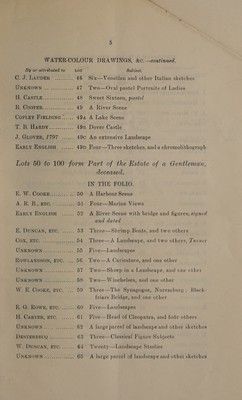 4
WATER COLOUR DRAWINGS, &c.—continued.
By or attributed to LOT Subject.
C. J. LAUDER ......... 46 Six—Venetian and other Italian sketches
UNKNOWN ......... 47 Two—Oval pastel Portraits of Ladies
H. CASTLE ......... 48 Sweet Sixteen, pastel
B. COOPER ......... 49 A River Scene
COPLEY FIELDING ...... 49A A Lake Scene
T. B. HARDY ......... 49B Dover Castle
J. GLOVER, 1797 ...... 49C An extensive Landscape
EARLY ENGLISH ...... 49D Four—Three sketches, and a chromolithograph
Lots 50 to 100 form Part of the Estate of a Gentleman,
deceased.
IN THE FOLIO.
E. W. COOKE ......... 50 A Harbour Scene
A. R. R., ETC. ......... 51 Four—Marine Views
EARLY ENGLISH ...... 52 A River Scene with bridge and figures, signed
and dated
E. DUNCAN, ETC. ...... 53 Three—Shrimp Boats, and two others
COX, ETC. ......... 54 Three—A Landscape, and two others,
UNKNOWN ......... 55 Five—Landscapes
ROWLANDSON, ETC. ... 56 Two—A Caricature, and one other
UNKNOWN ......... 57 Two—Sheep in a Landscape, and one other
UNKNOWN ......... 58 Two—Winchelsea, and one other
W. E. COOKE, ETC. ... 59 Three—The Synagogue, Nuremburg; Black-
friars Bridge, and one other
E. G. ROWE, ETC. ...... 60 Five—Landscapes
H. CARTER, ETC. ...... 61 Five—Head of Cleopatra, and four others
UNKNOWN ......... 62 A large parcel of landscape and other sketches
63 Three—Classical Figure Subjects
W. DUNCAN, ETC. ...... 64 Twenty—Landscape Studies
UNKNOWN ......... 65 A large parcel of landscape and other sketches